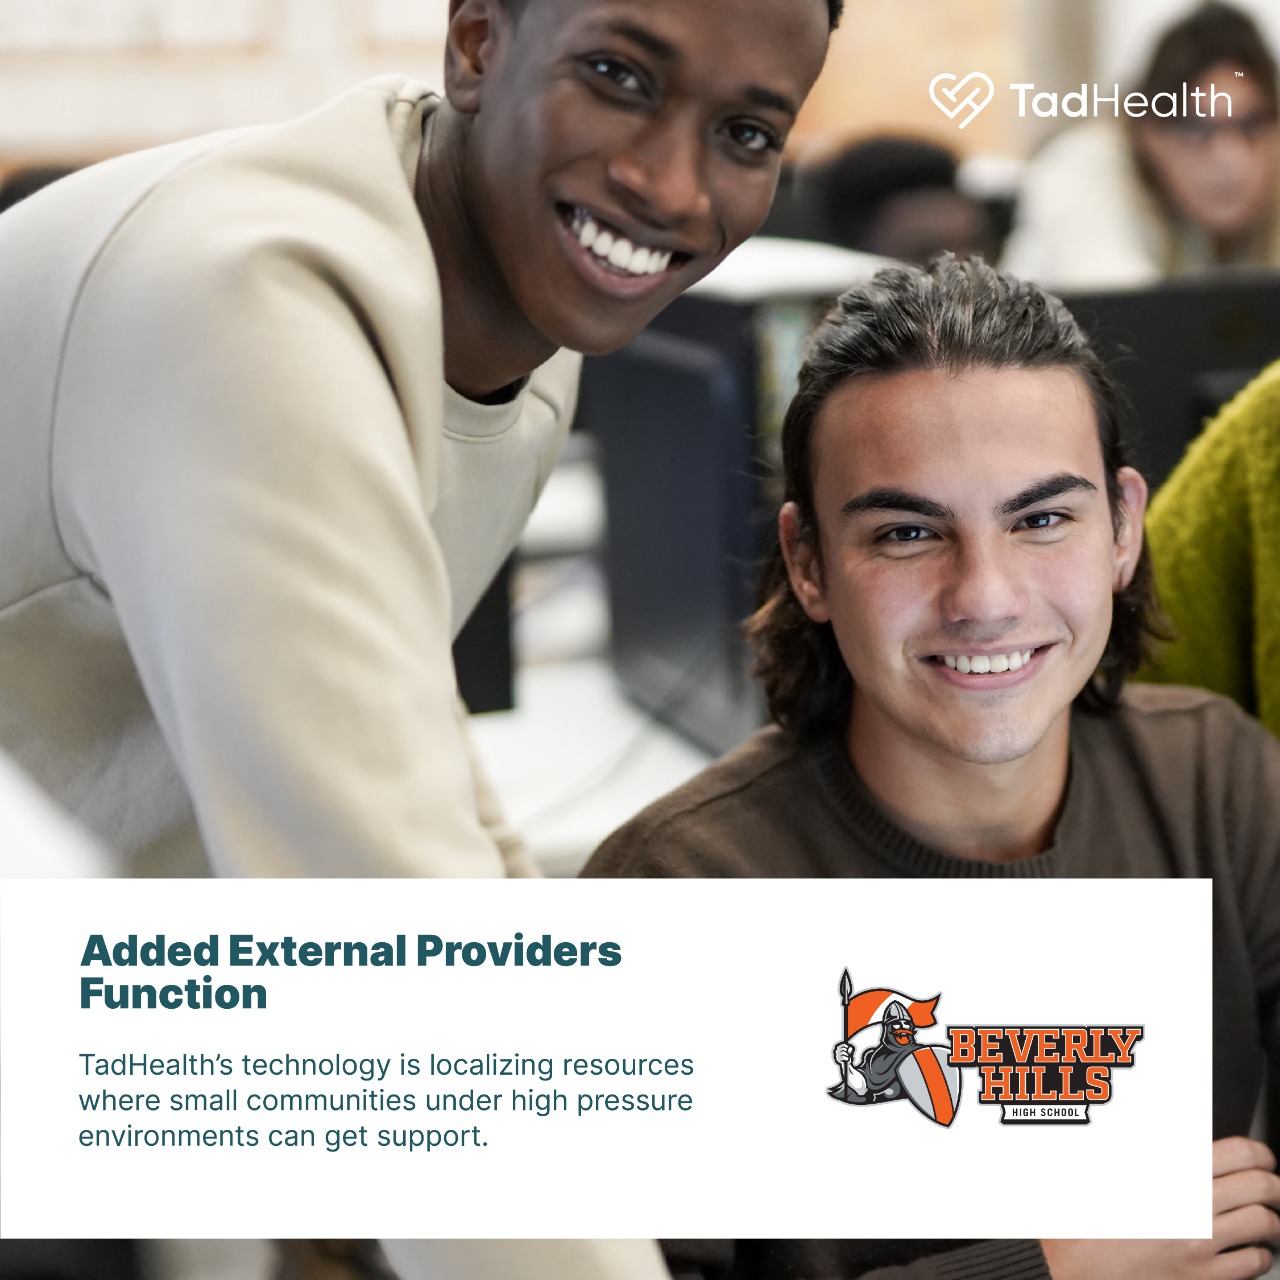 TadHealth™
Added External Providers
Function
TadHealth’s technology is localizing resources
where small communities under high pressure
environments can get support.
BEVERLY
HILLS
HIGH SCHOOL